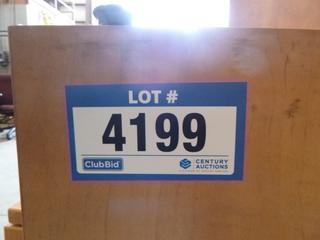 LOT #
4199
ClubBid
CENTURY
AUCTIONS